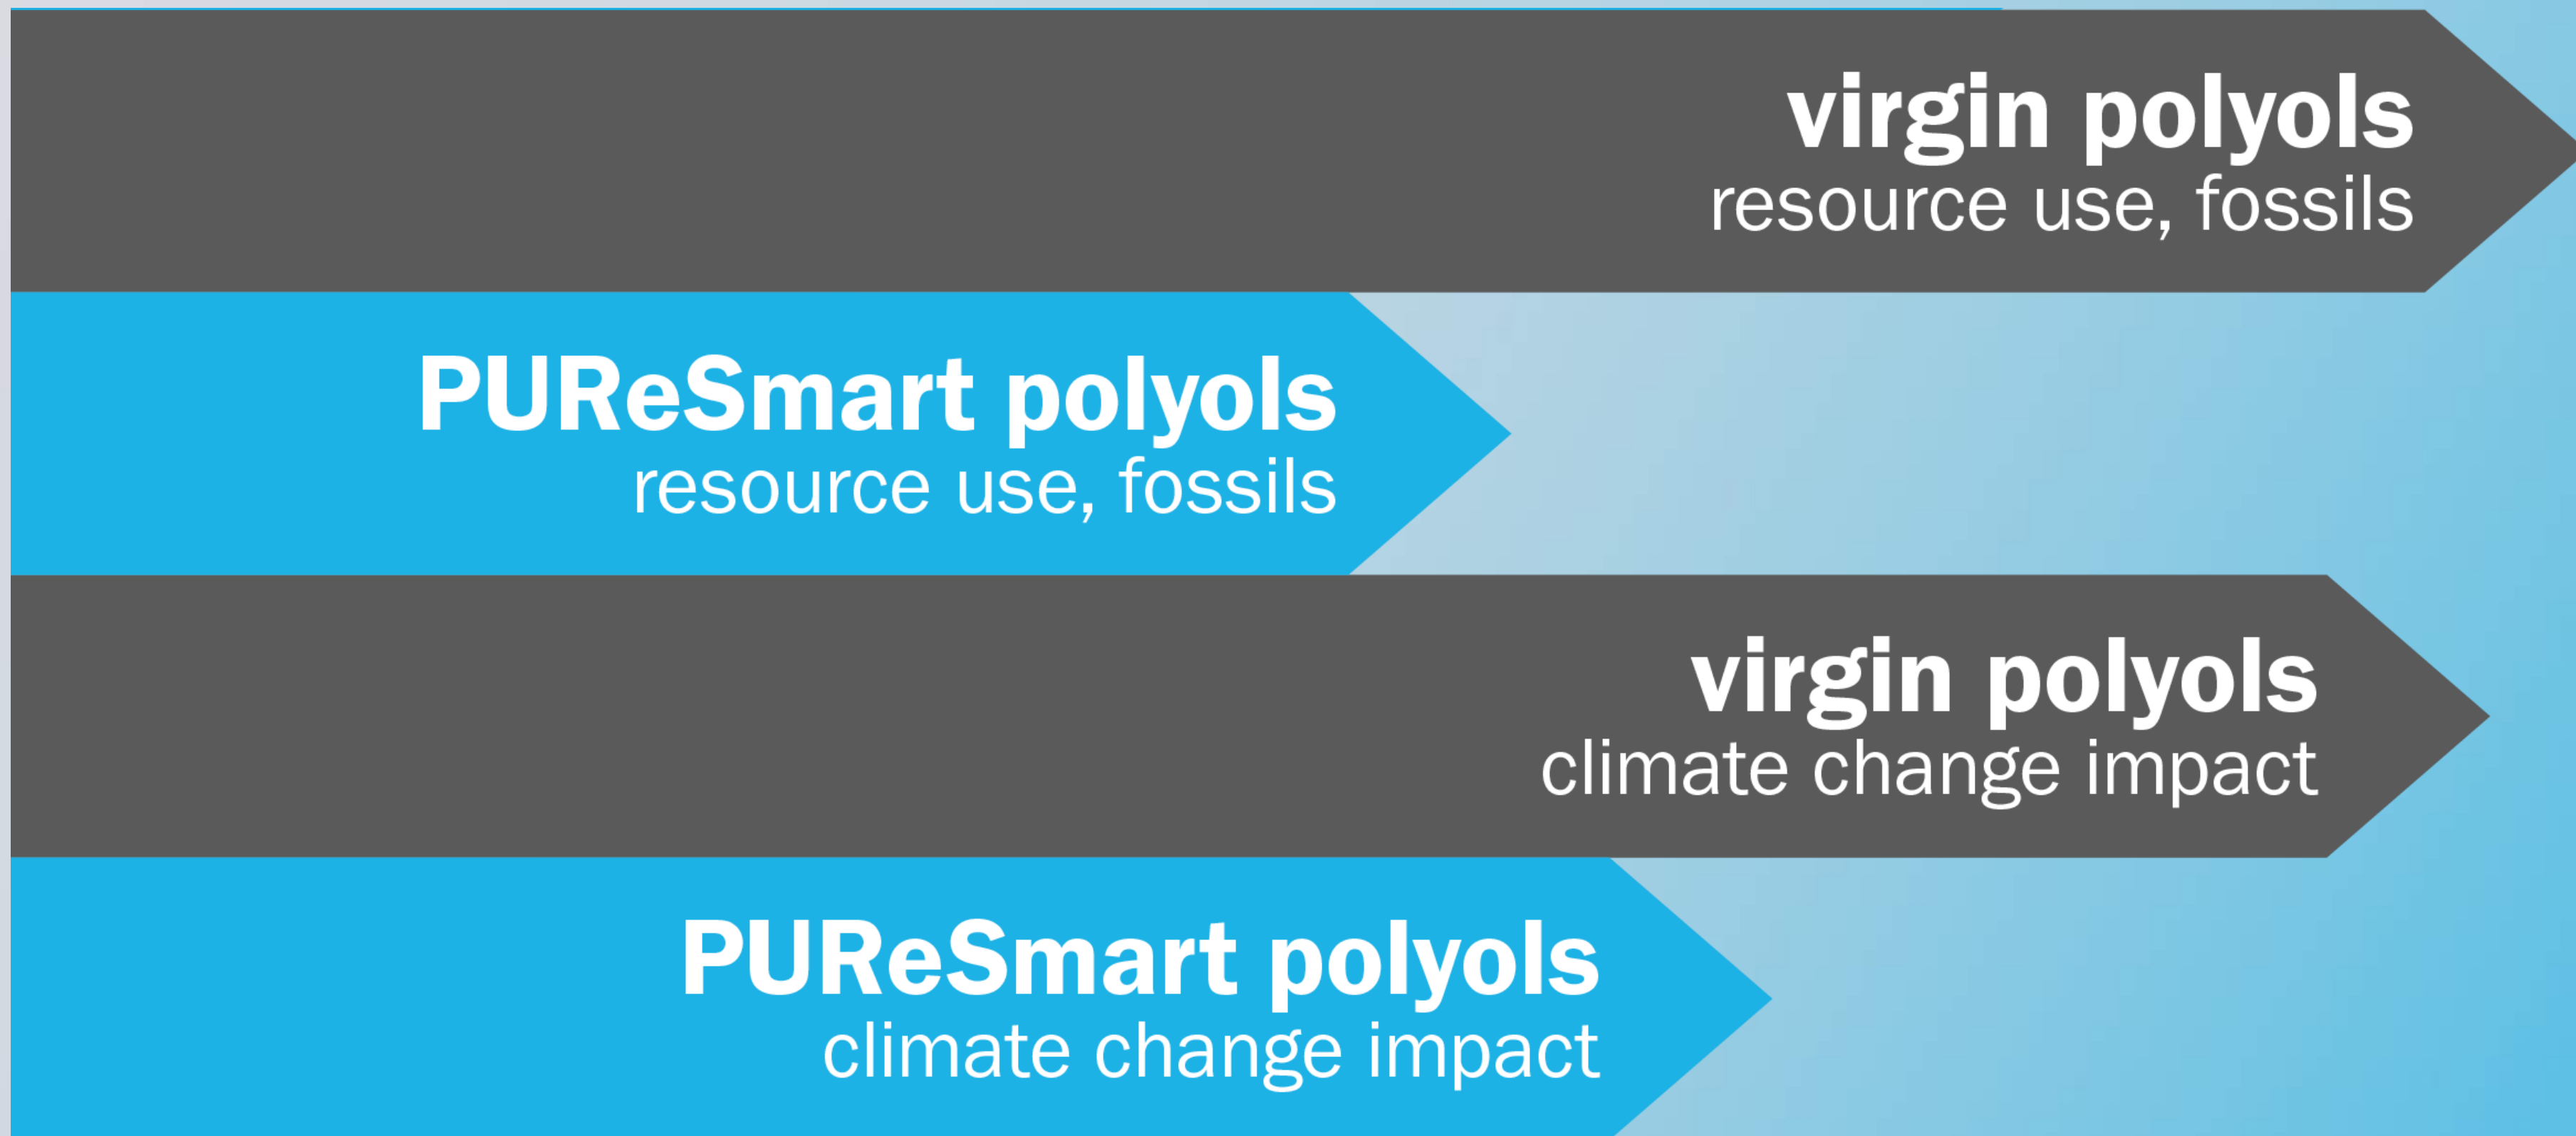 virgin polyols
resource use, fossils
PUReSmart polyols
resource use, fossils
virgin polyols
climate change impact
PUReSmart polyols
climate change impact